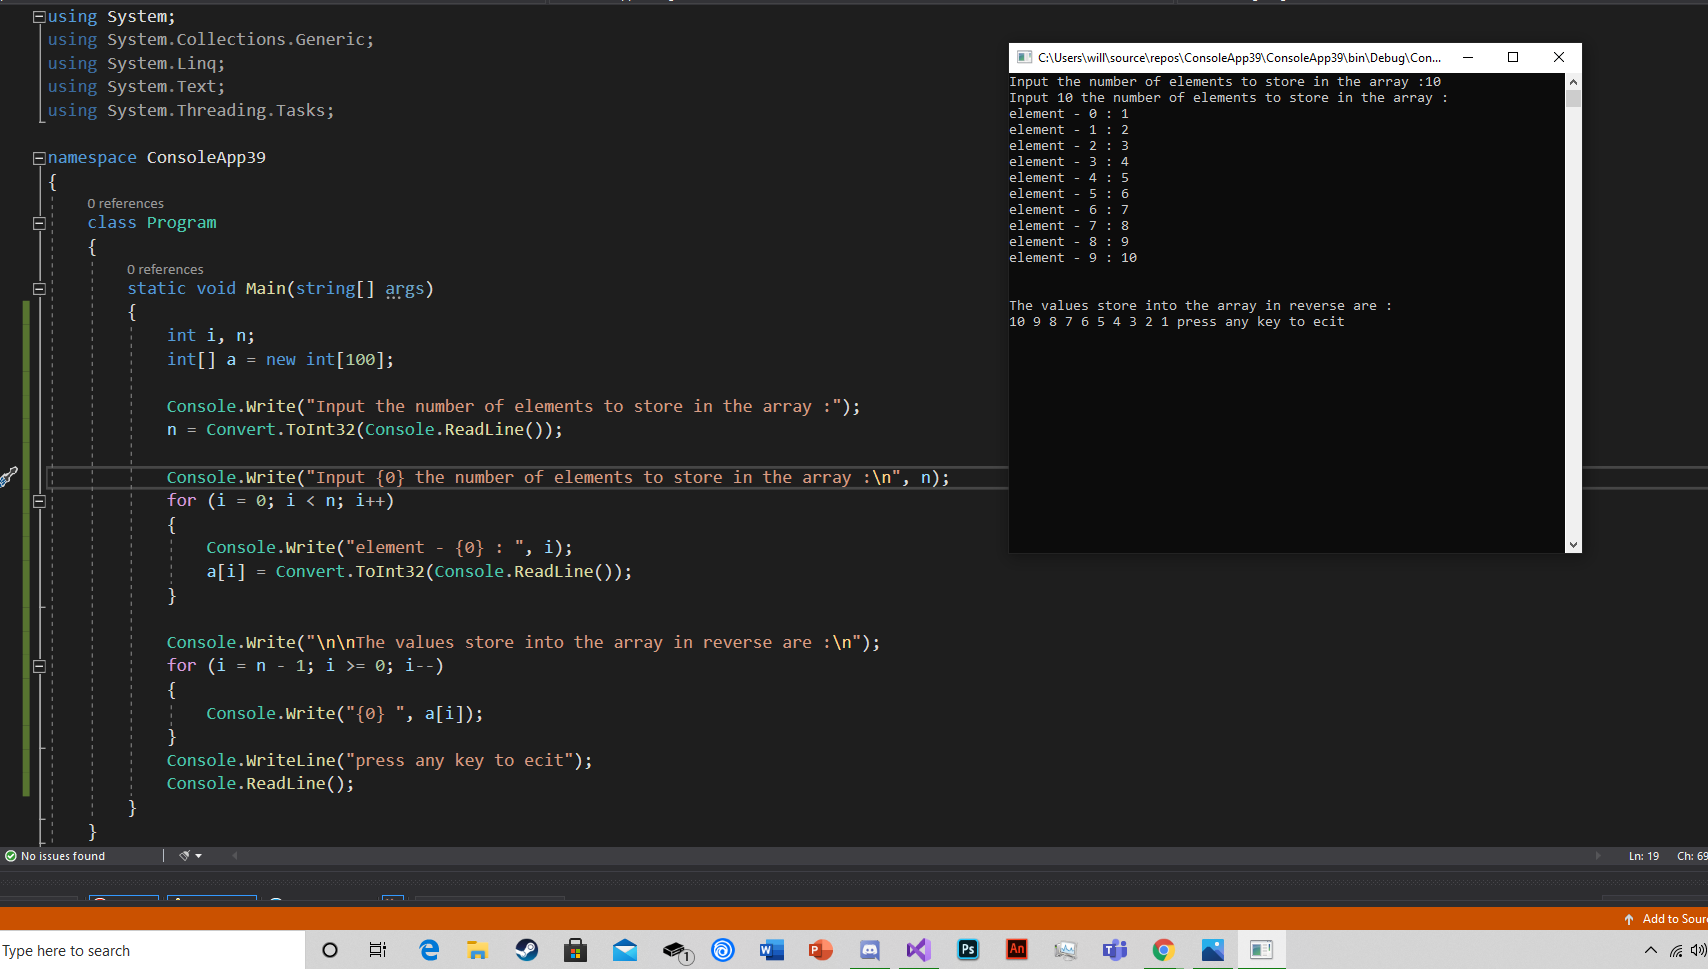 using System;
using System.Collections.Generic;
using System.Linq;
using System.Text;
using System.Threading.Tasks;
namespace ConsoleApp39
{
0 references
class Program
{
0 references
static void Main(string[] args)
{
int i, n;
int[] a = new int[100];
Console.Write("Input the number of elements to store in the array :");
n = Convert.ToInt32(Console.ReadLine());
Console.Write("Input {0} the number of elements to store in the array :\n", n);
for (i = 0; i < n; i++)
{
Console.Write("element - {0} : ", i);
a[i] = Convert.ToInt32(Console.ReadLine());
}
Console.Write("\n\nThe values store into the array in reverse are :\n");
for (i = n - 1; i >= 0; i--)
{
Console.Write("{0} ", a[i]);
}
Console.WriteLine("press any key to ecit");
Console.ReadLine();
}
}
C:\Users\will\source\repos\ConsoleApp39\ConsoleApp39\bin\Debug\Con...
Input the number of elements to store in the array :10
Input 10 the number of elements to store in the array :
element - 0 : 1
element - 1 : 2
element - 2 : 3
element - 3 : 4
element - 4 : 5
element - 5 : 6
element - 6 : 7
element - 7 : 8
element - 8 : 9
element - 9 : 10
The values store into the array in reverse are :
10 9 8 7 6 5 4 3 2 1 press any key to ecit
No issues found
Ln: 19 Ch: 69
Add to Sour
Type here to search
W
P
1
Ps
An
T